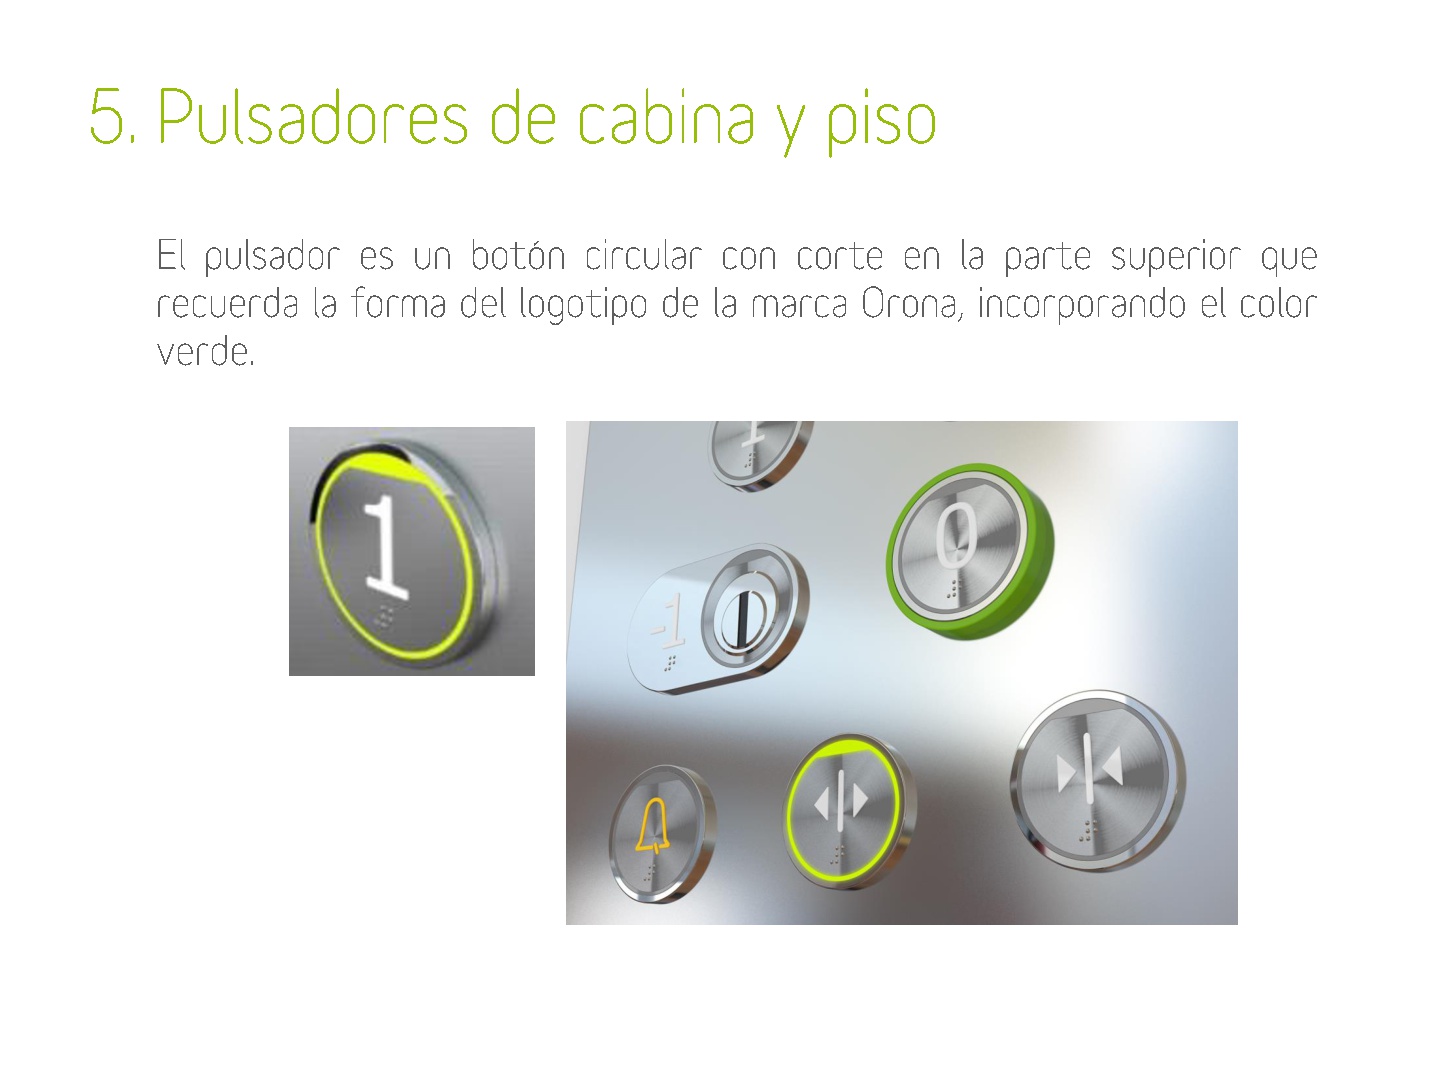 5. Pulsadores de cabina y piso
El pulsador es un botón circular con corte en la parte superior que
recuerda la forma del logotipo de la marca Orona, incorporando el color
verde.
1
1
0
-1